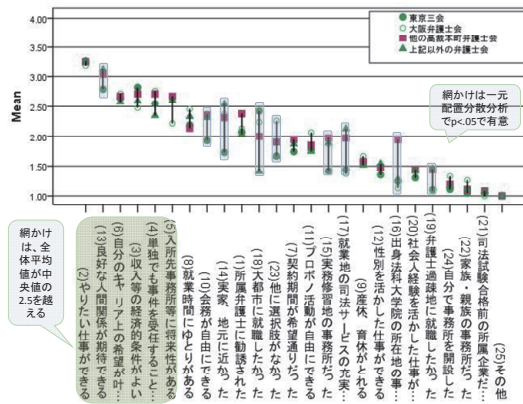 東京三会
大阪弁護士会
他の高裁本町弁護士会
上記以外の弁護士会
4.00
3.50
3.00
2.50
2.00
1.50
1.00
Mean
網かけは一元
配置分散分析
でp<.05で有意
網かけ
は、全
体平均
値が中
央値の
2.5を越
える
(2)やりたい仕事ができる
(13)良好な人間関係が期待できる
(6)自分のキャリア上の希望が叶…
(3)収入等の経済的条件がよい
(4)単独でも事件を受任すること…
(5)入所先事務所等に将来性がある
(8)就業時間にゆとりがある
(10)会務が自由にできる
(14)実家、地元に近かった
(1)所属弁護士に勧誘された
(18)大都市に就職したかった
(23)他に選択肢がなかった
(7)契約期間が希望通りだった
(11)プロボノ活動が自由にできる
(15)実務修習地の事務所だった
(17)就業地の司法サービスの充実…
(9)産休、育休がとれる
(12)性別を活かした仕事ができる
(16)出身法科大学院の所在地の事…
(20)社会人経験を活かした仕事が…
(19)弁護士過疎地に就職したかった
(24)自分で事務所を開設した
(22)家族・親族の事務所だった
(21)司法試験合格前の所属企業だ…
(25)その他